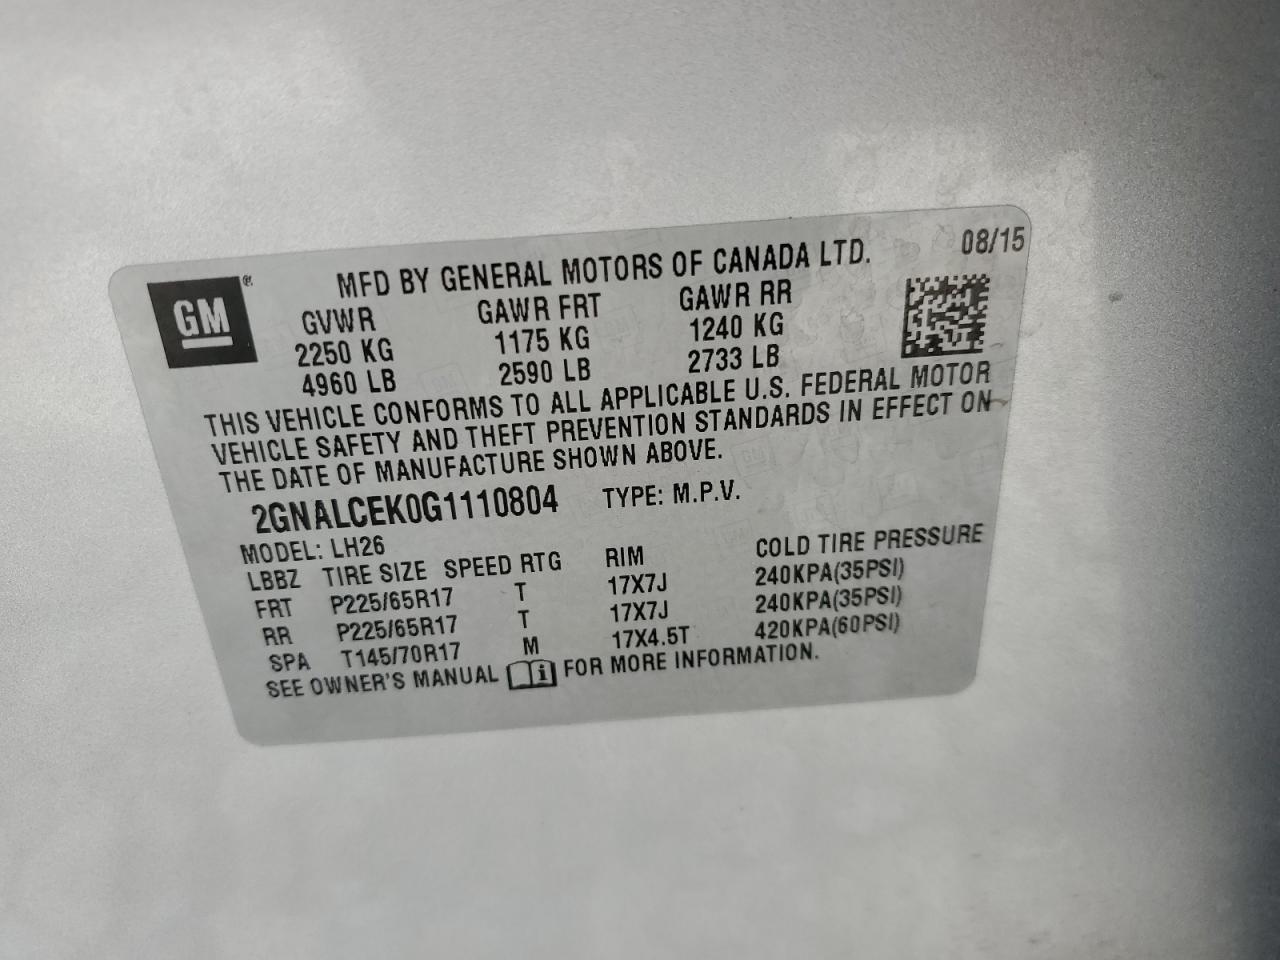 GM ®
MFD BY GENERAL MOTORS OF CANADA LTD. 08/15
GVWR GAWR FRT GAWR RR
2250 KG 1175 KG 1240 KG
4960 LB 2590 LB 2733 LB
THIS VEHICLE CONFORMS TO ALL APPLICABLE U.S. FEDERAL MOTOR
VEHICLE SAFETY AND THEFT PREVENTION STANDARDS IN EFFECT ON
THE DATE OF MANUFACTURE SHOWN ABOVE.
2GNALCEK0G1110804 TYPE: M.P.V.
MODEL: LH26
LBBZ TIRE SIZE SPEED RTG RIM COLD TIRE PRESSURE
FRT P225/65R17 T 17X7J 240KPA(35PSI)
RR P225/65R17 T 17X7J 240KPA(35PSI)
SPA T145/70R17 M 17X4.5T 420KPA(60PSI)
SEE OWNER'S MANUAL i FOR MORE INFORMATION.